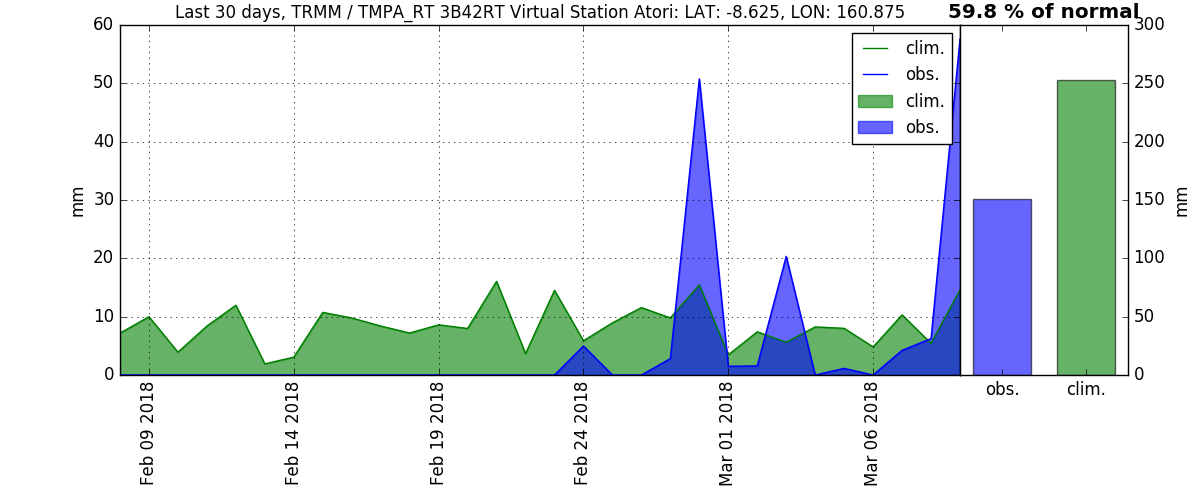 Last 30 days, TRMM / TMPA_RT 3B42RT Virtual Station Atori: LAT: -8.625, LON: 160.875
59.8 % of normal
60
50
40
30
20
10
0
mm
clim.
obs.
clim.
obs.
300
250
200
150
100
50
0
mm
obs.
clim.
Feb 09 2018
Feb 14 2018
Feb 19 2018
Feb 24 2018
Mar 01 2018
Mar 06 2018